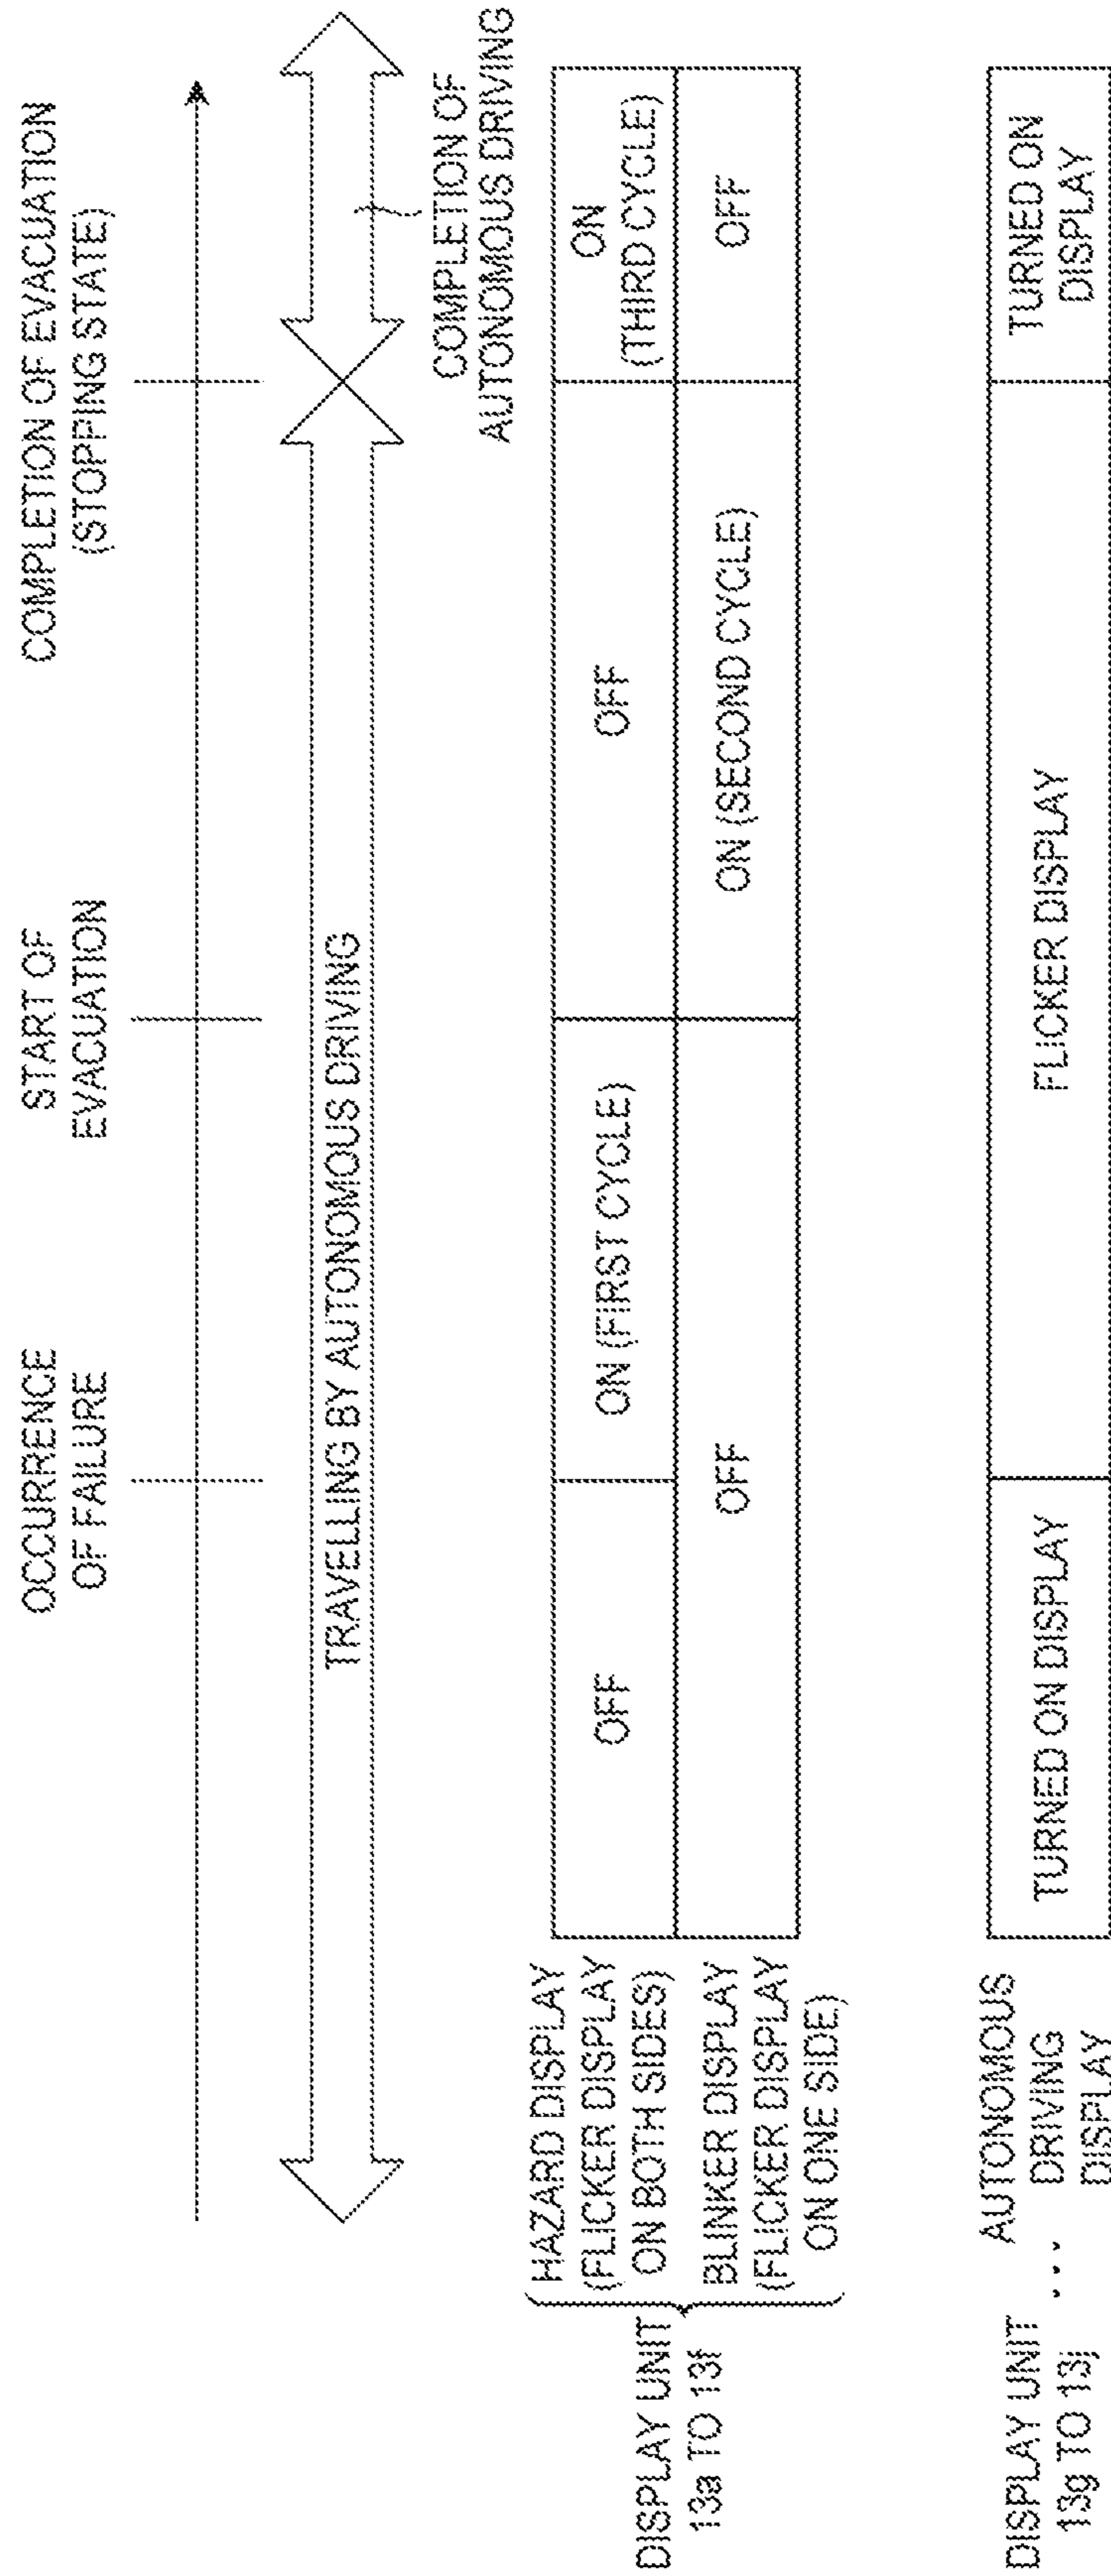 OCCURRENCE
OF FAILURE
START OF
EVACUATION
COMPLETION OF EVACUATION
(STOPPING STATE)
TRAVELLING BY AUTONOMOUS DRIVING
COMPLETION OF
AUTONOMOUS DRIVING
DISPLAY UNIT
13a TO 13f
HAZARD DISPLAY
(FLICKER DISPLAY
ON BOTH SIDES)
OFF
ON (FIRST CYCLE)
OFF
ON
(THIRD CYCLE)
BLINKER DISPLAY
(FLICKER DISPLAY
ON ONE SIDE)
OFF
ON (SECOND CYCLE)
OFF
DISPLAY UNIT
13g TO 13j
...
AUTONOMOUS
DRIVING
DISPLAY
TURNED ON DISPLAY
FLICKER DISPLAY
TURNED ON
DISPLAY